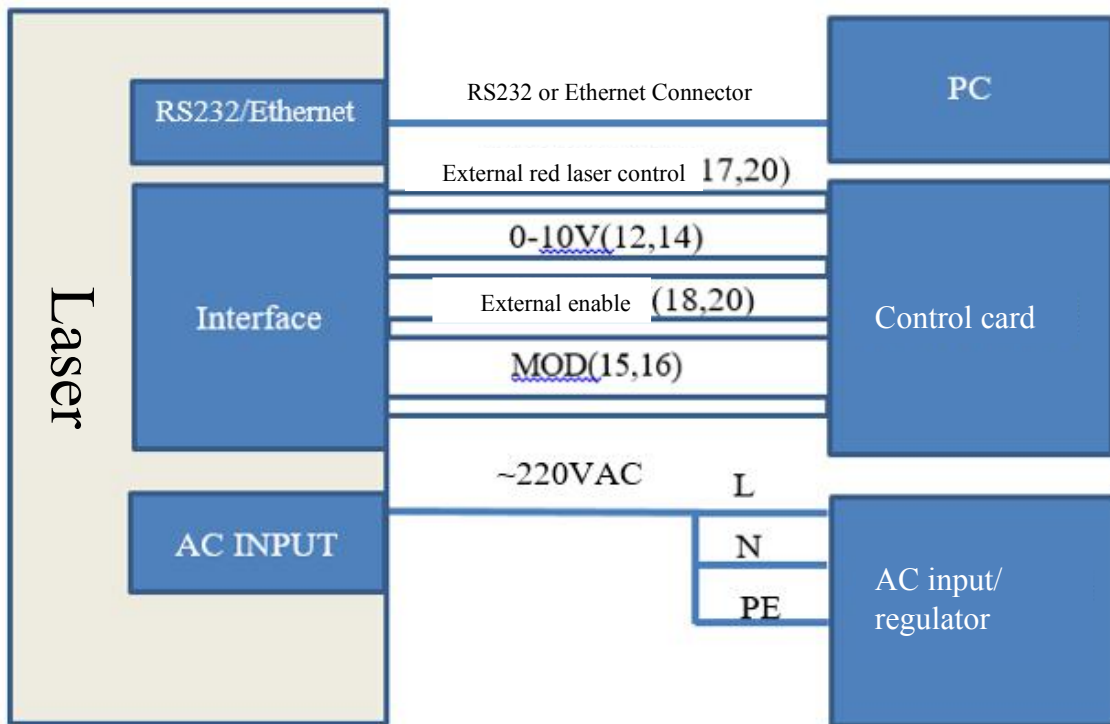 Laser
RS232/Ethernet
RS232 or Ethernet Connector
PC
External red laser control 17,20)
0-10V(12,14)
Interface
External enable (18,20)
Control card
MOD(15,16)
~220VAC
L
AC INPUT
N
PE
AC input/
regulator